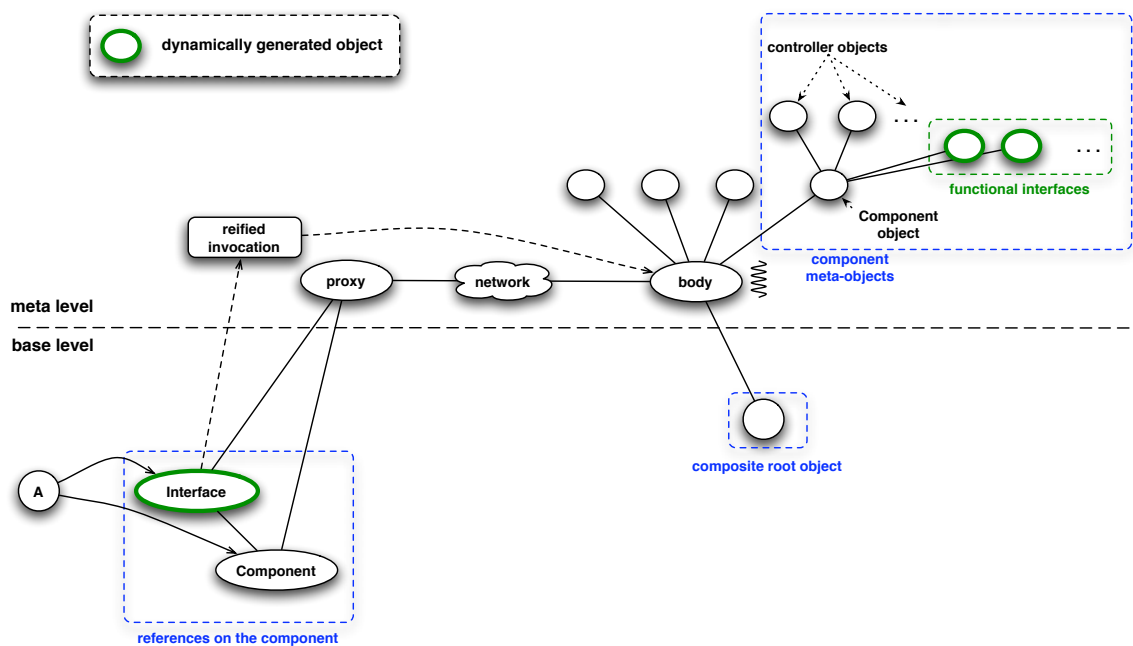 dynamically generated object
controller objects
. . .
. . .
functional interfaces
Component
object
component
meta-objects
reified
invocation
proxy
network
body
meta level
base level
composite root object
A
Interface
Component
references on the component